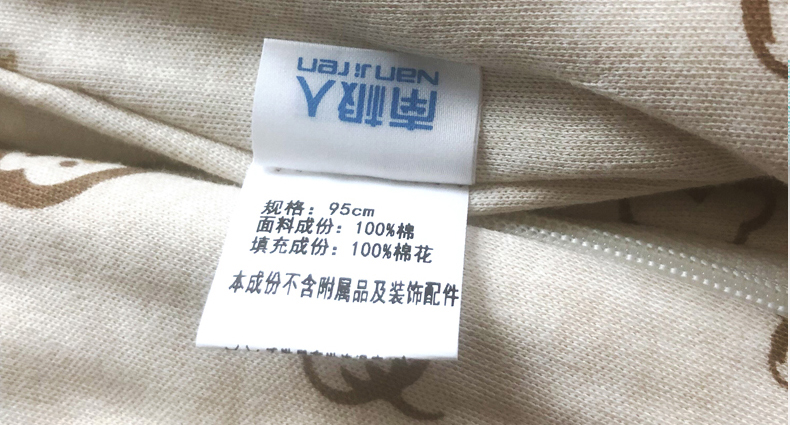 南极人
NanJiren
规格：95cm
面料成份：100%棉
填充成份：100%棉花
本成份不含附属品及装饰配件